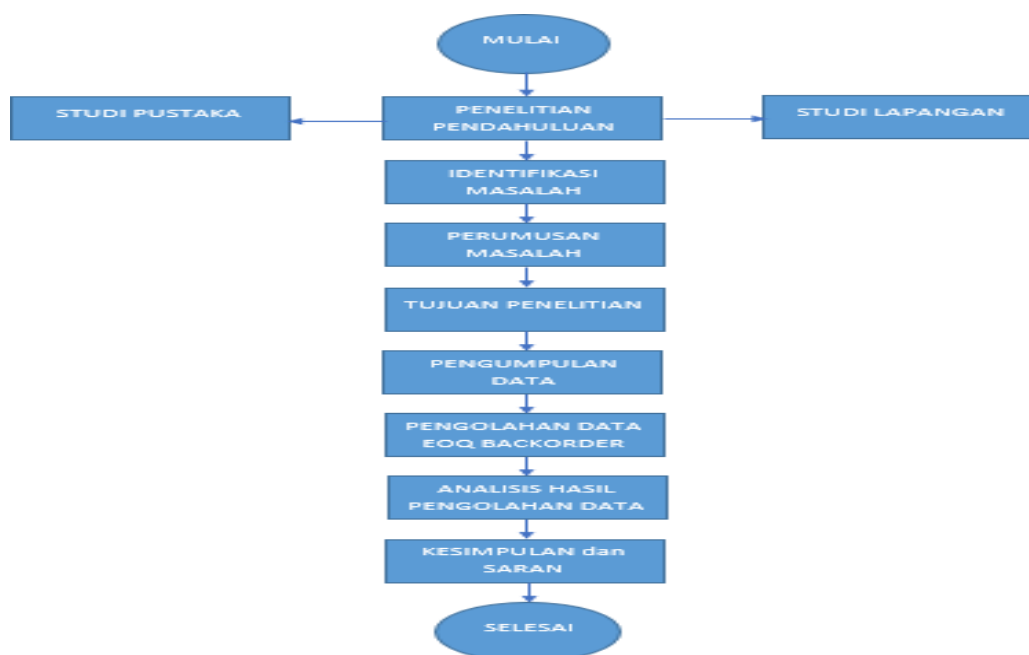 MULAI
STUDI PUSTAKA
PENELITIAN
PENDAHULUAN
STUDI LAPANGAN
IDENTIFIKASI
MASALAH
PERUMUSAN
MASALAH
TUJUAN PENELITIAN
PENGUMPULAN
DATA
PENGOLAHAN DATA
EOQ BACKORDER
ANALISIS HASIL
PENGOLAHAN DATA
KESIMPULAN dan
SARAN
SELESAI